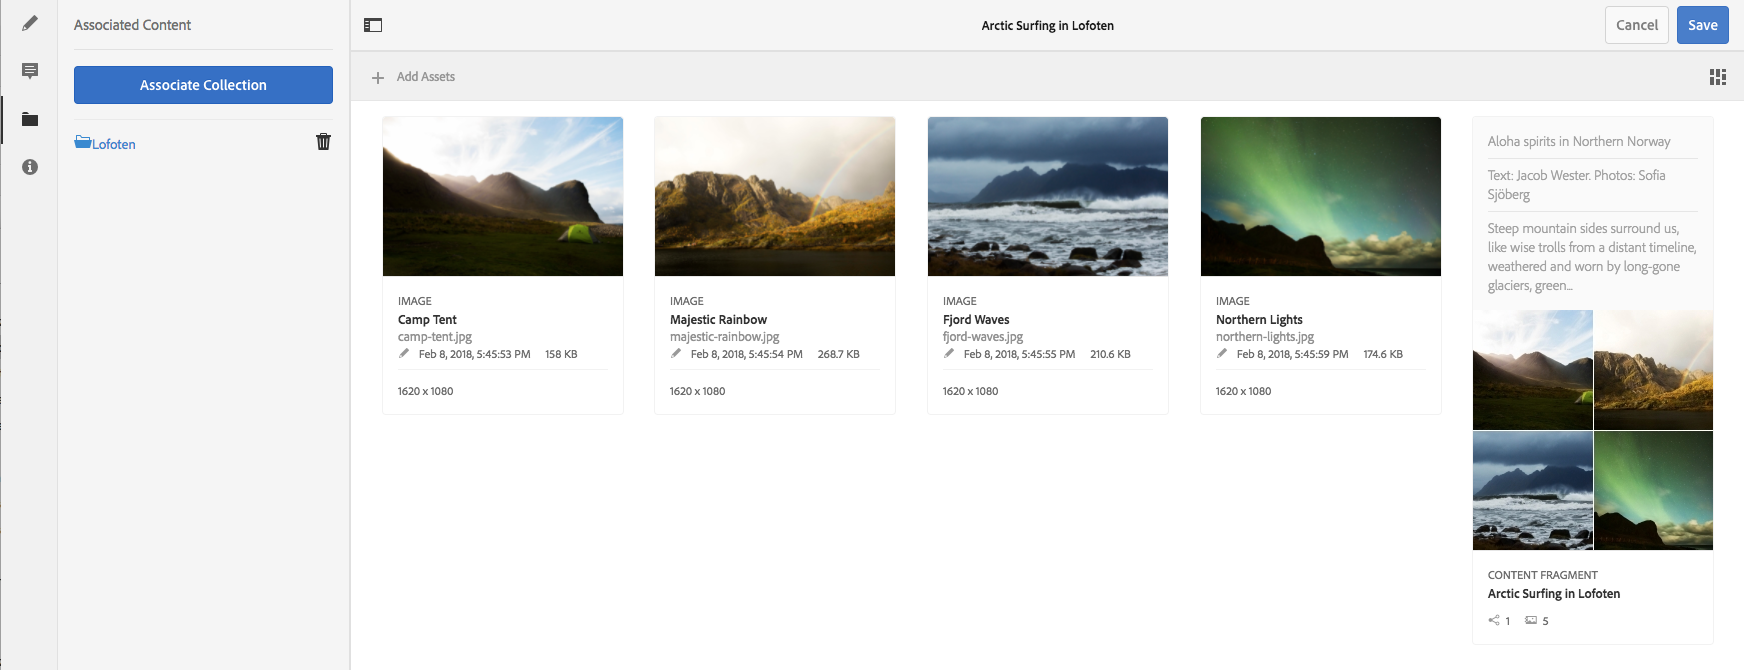 Associated Content
Associate Collection
Lofoten
Arctic Surfing in Lofoten
Cancel
Save
Add Assets
IMAGE
Camp Tent
camp-tent.jpg
Feb 8, 2018, 5:45:53 PM 158 KB
1620 x 1080
IMAGE
Majestic Rainbow
majestic-rainbow.jpg
Feb 8, 2018, 5:45:54 PM 268.7 KB
1620 x 1080
IMAGE
Fjord Waves
fjord-waves.jpg
Feb 8, 2018, 5:45:55 PM 210.6 KB
1620 x 1080
IMAGE
Northern Lights
northern-lights.jpg
Feb 8, 2018, 5:45:59 PM 174.6 KB
1620 x 1080
Aloha spirits in Northern Norway
Text: Jacob Wester. Photos: Sofia
Sjöberg
Steep mountain sides surround us,
like wise trolls from a distant timeline,
weathered and worn by long-gone
glaciers, green...
CONTENT FRAGMENT
Arctic Surfing in Lofoten
1 5